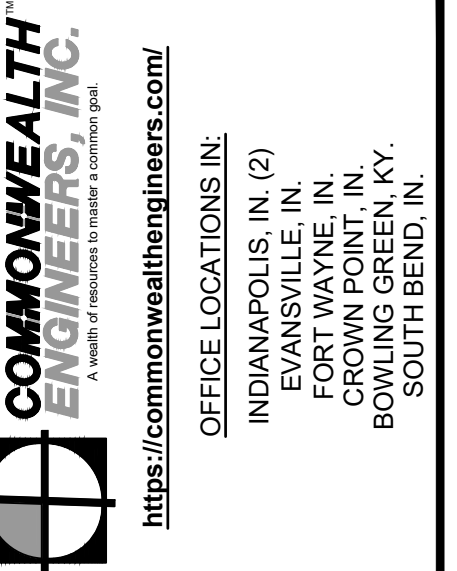 COMMONWEALTH™
ENGINEERS, INC.
A wealth of resources to master a common goal.
https://commonwealthengineers.com/
OFFICE LOCATIONS IN:
INDIANAPOLIS, IN. (2)
EVANSVILLE, IN.
FORT WAYNE, IN.
CROWN POINT, IN.
BOWLING GREEN, KY.
SOUTH BEND, IN.